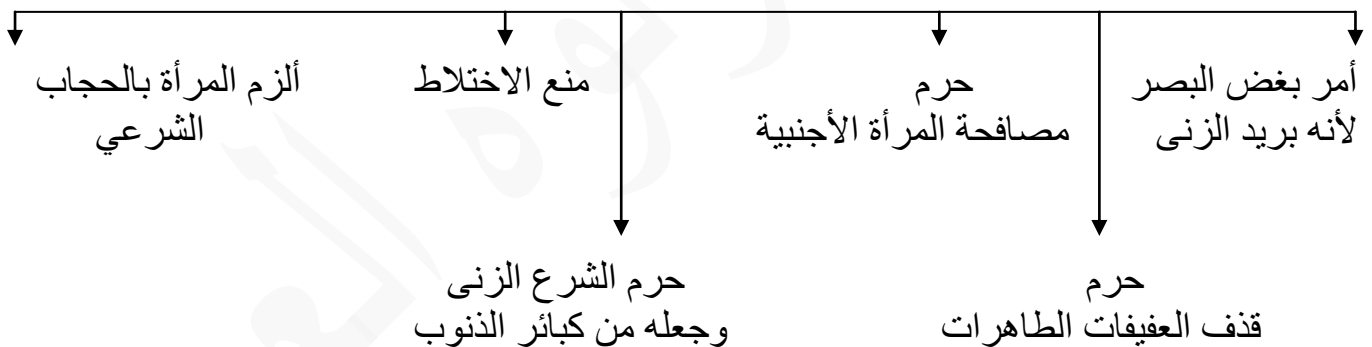 أمر بغض البصر
لأنه بريد الزنى
حرم
مصافحة المرأة الأجنبية
منع الاختلاط
ألزم المرأة بالحجاب
الشرعي
حرم
قذف العفيفات الطاهرات
حرم الشرع الزنى
وجعله من كبائر الذنوب